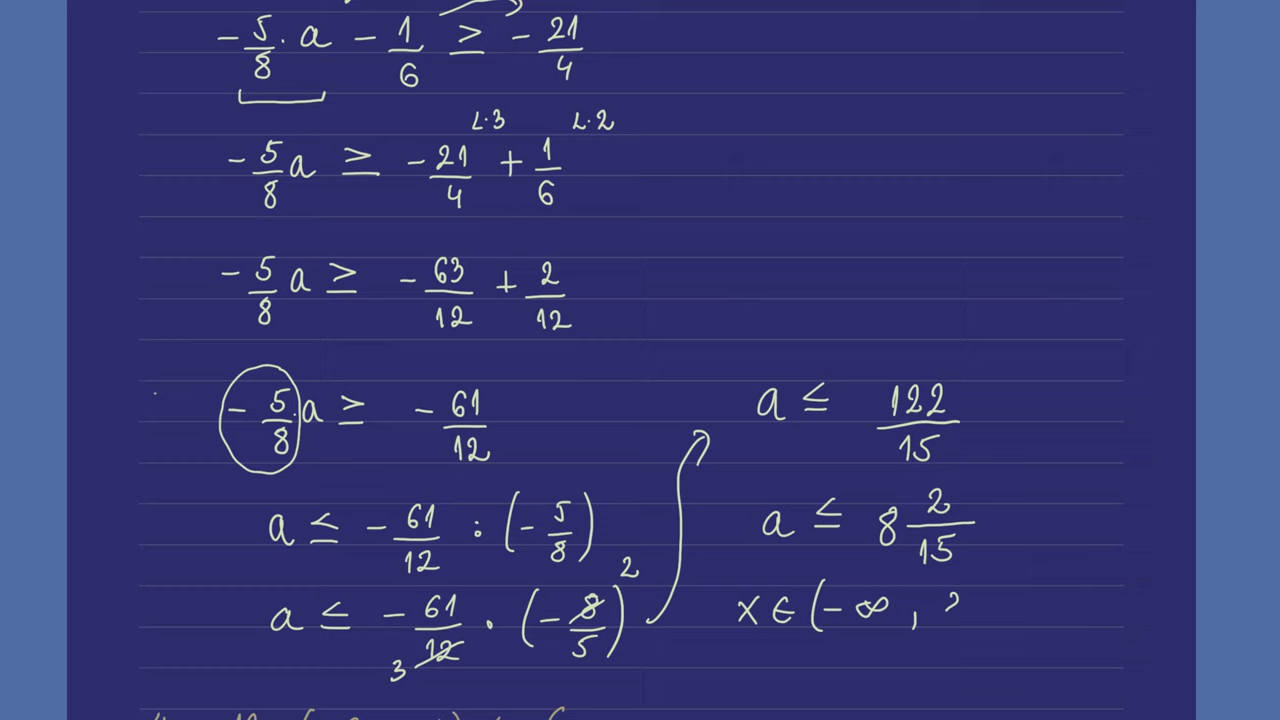 -5/8 · a - 1/6 ≥ -21/4
L·3 L·2
-5/8 a ≥ -21/4 + 1/6
-5/8 a ≥ -63/12 + 2/12
-5/8 · a ≥ -61/12
a ≤ -61/12 : (-5/8)
a ≤ -61/12 · (-8/5)
3 2
a ≤ 122/15
a ≤ 8 2/15
x ∈ (-∞ ,